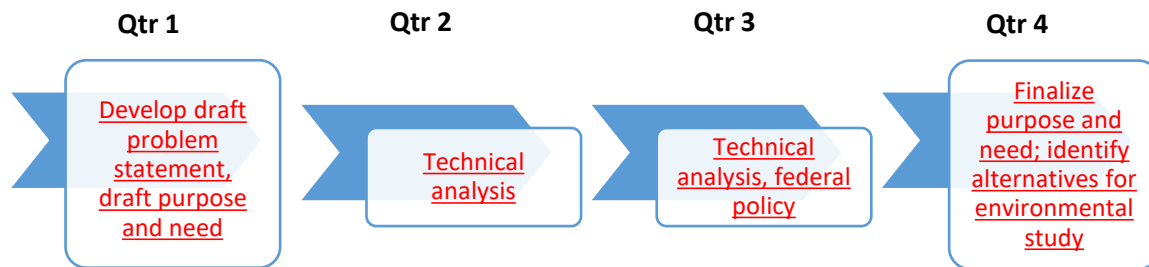 Qtr 1
Qtr 2
Qtr 3
Qtr 4
Develop draft
problem
statement,
draft purpose
and need
Technical
analysis
Technical
analysis, federal
policy
Finalize
purpose and
need; identify
alternatives for
environmental
study